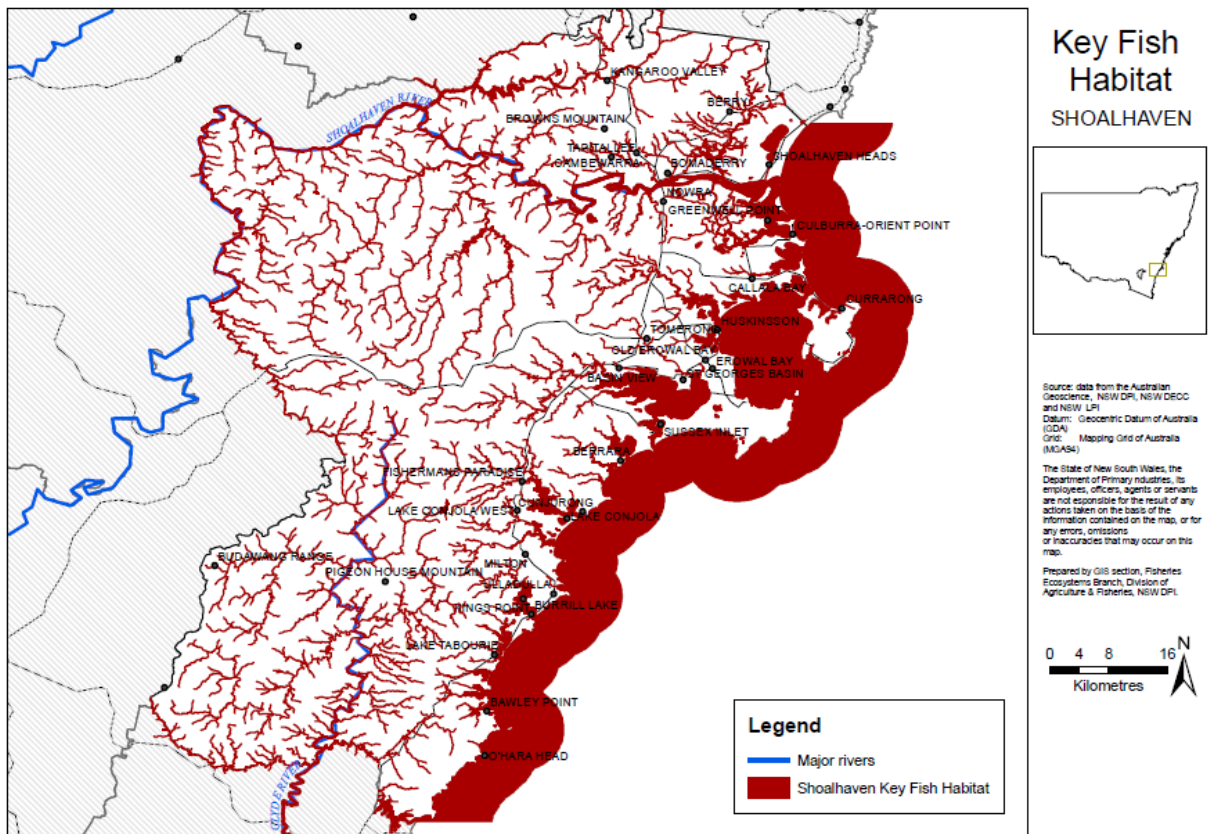 Key Fish
Habitat
SHOALHAVEN
KANGAROO VALLEY
SHOALHAVEN RIVER
BERRY
BROWNS MOUNTAIN
TAPITALLEE
CAMBEWARRA
BOMADERRY
SHOALHAVEN HEADS
NOWRA
GREENWELL POINT
CULBURRA-ORIENT POINT
CALLALA BAY
CURRARONG
HUSKINSSON
TOMERONG
OLD EROWAL BAY
EROWAL BAY
BASIN VIEW
ST GEORGES BASIN
SUSSEX INLET
BERRARA
FISHERMANS PARADISE
CUNJURONG
LAKE CONJOLA WEST
LAKE CONJOLA
BUDAWANG RANGE
MILTON
PIGEON HOUSE MOUNTAIN
ULLADULLA
KINGS POINT
BURRILL LAKE
LAKE TABOURIE
BAWLEY POINT
O'HARA HEAD
CLYDE RIVER
Legend
Major rivers
Shoalhaven Key Fish Habitat
Source: data from the Australian
Geoscience, NSW DPI, NSW DECC
and NSW LPI
Datum: Geocentric Datum of Australia
(GDA)
Grid: Mapping Grid of Australia
(MGA94)
The State of New South Wales, the
Department of Primary ndustries, its
employees, officers, agents or servants
are not esponsible for the result of any
actions taken on the basis of the
information contained on the map, or for
any errors, omissions
or inaccuracies that may occur on this
map.
Prepared by GIS section, Fisheries
Ecosystems Branch, Division of
Agriculture & Fisheries, NSW DPI.
N
0 4 8 16
Kilometres